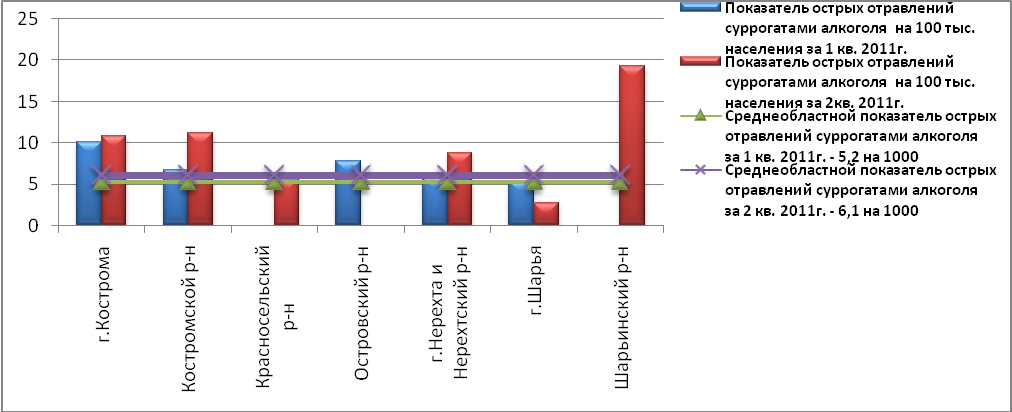 25
20
15
10
5
0
г.Кострома
Костромской р-н
Красносельский
р-н
Островский р-н
г.Нерехта и
Нерехтский р-н
г.Шарья
Шарьинский р-н
Показатель острых отравлений
суррогатами алкоголя на 100 тыс.
населения за 1 кв. 2011г.
Показатель острых отравлений
суррогатами алкоголя на 100 тыс.
населения за 2кв. 2011г.
Среднеобластной показатель острых
отравлений суррогатами алкоголя
за 1 кв. 2011г. - 5,2 на 1000
Среднеобластной показатель острых
отравлений суррогатами алкоголя
за 2 кв. 2011г. - 6,1 на 1000